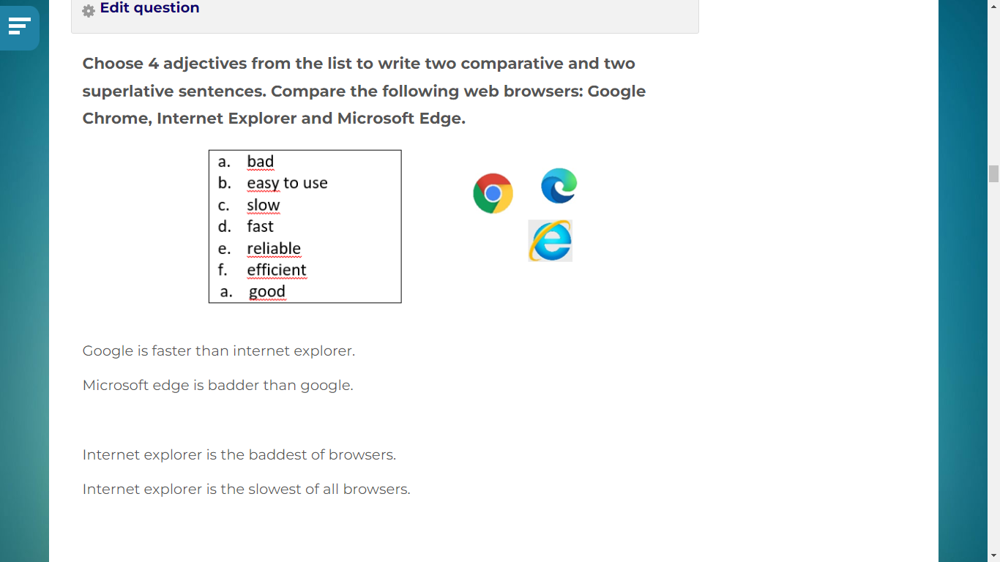 Edit question
Choose 4 adjectives from the list to write two comparative and two
superlative sentences. Compare the following web browsers: Google
Chrome, Internet Explorer and Microsoft Edge.
a. bad
b. easy to use
c. slow
d. fast
e. reliable
f. efficient
a. good
Google is faster than internet explorer.
Microsoft edge is badder than google.
Internet explorer is the baddest of browsers.
Internet explorer is the slowest of all browsers.